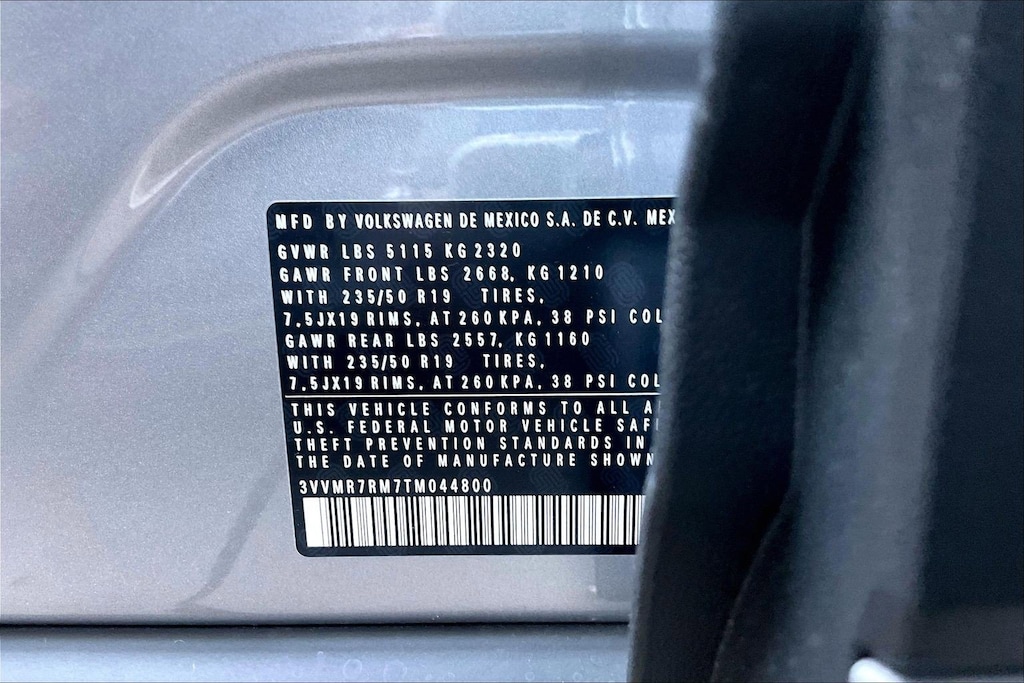 MFD BY VOLKSWAGEN DE MEXICO S.A. DE C.V. MEX
GVWR LBS 5115 KG 2320
GAWR FRONT LBS 2668, KG 1210
WITH 235/50 R19 TIRES,
7.5JX19 RIMS, AT 260 KPA, 38 PSI COL
GAWR REAR LBS 2557, KG 1160
WITH 235/50 R19 TIRES,
7.5JX19 RIMS, AT 260 KPA, 38 PSI COL
THIS VEHICLE CONFORMS TO ALL A
U.S. FEDERAL MOTOR VEHICLE SAF
THEFT PREVENTION STANDARDS IN
THE DATE OF MANUFACTURE SHOWN
3VVMR7RM7TM044800